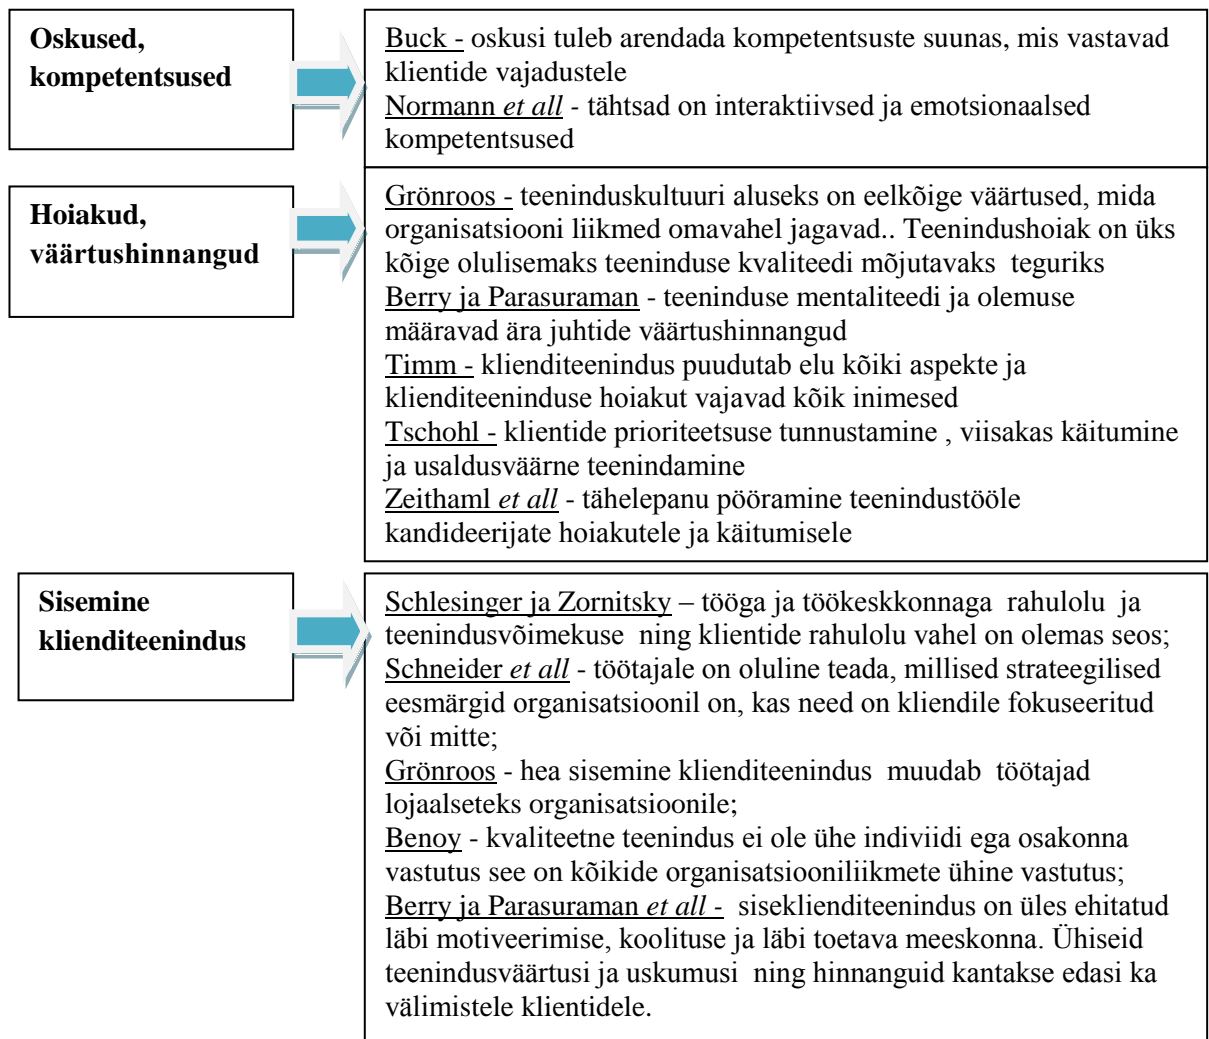 Oskused,
kompetentsused
Buck - oskusi tuleb arendada kompetentsuste suunas, mis vastavad
klientide vajadustele
Normann et all - tähtsad on interaktiivsed ja emotsionaalsed
kompetentsused
Hoiakud,
väärtushinnangud
Grönroos - teeninduskultuuri aluseks on eelkõige väärtused, mida
organisatsiooni liikmed omavahel jagavad.. Teenindushoiak on üks
kõige olulisemaks teeninduse kvaliteedi mõjutavaks teguriks
Berry ja Parasuraman - teeninduse mentaliteedi ja olemuse
määravad ära juhtide väärtushinnangud
Timm - klienditeenindus puudutab elu kõiki aspekte ja
klienditeeninduse hoiakut vajavad kõik inimesed
Tschohl - klientide prioriteetsuse tunnustamine , viisakas käitumine
ja usaldusväärne teenindamine
Zeithaml et all - tähelepanu pööramine teenindustööle
kandideerijate hoiakutele ja käitumisele
Sisemine
klienditeenindus
Schlesinger ja Zornitsky – tööga ja töökeskkonnaga rahulolu ja
teenindusvõimekuse ning klientide rahulolu vahel on olemas seos;
Schneider et all - töötajale on oluline teada, millised strateegilised
eesmärgid organisatsioonil on, kas need on kliendile fokuseeritud
või mitte;
Grönroos - hea sisemine klienditeenindus muudab töötajad
lojaalseteks organisatsioonile;
Benoy - kvaliteetne teenindus ei ole ühe indiviidi ega osakonna
vastutus see on kõikide organisatsiooniliikmete ühine vastutus;
Berry ja Parasuraman et all - siseklienditeenindus on üles ehitatud
läbi motiveerimise, koolituse ja läbi toetava meeskonna. Ühiseid
teenindusväärtusi ja uskumusi ning hinnanguid kantakse edasi ka
välimistele klientidele.